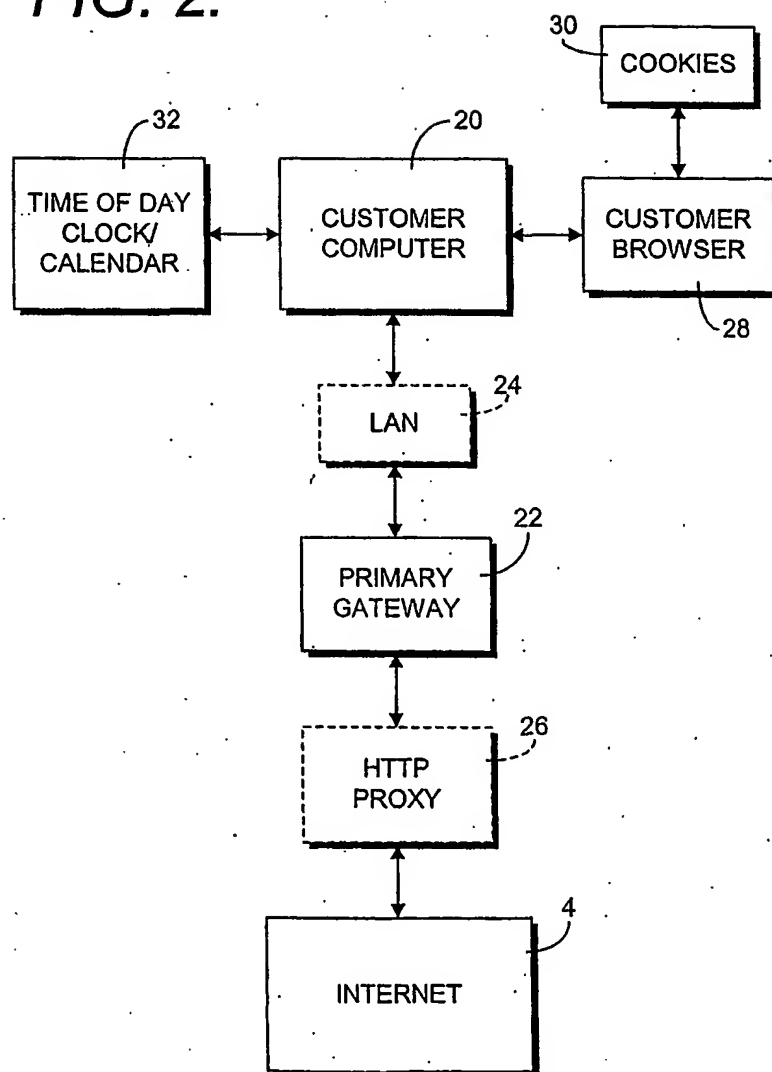 FIG. 2.
30
COOKIES
32
20
TIME OF DAY
CLOCK/
CALENDAR
CUSTOMER
COMPUTER
CUSTOMER
BROWSER
28
24
LAN
22
PRIMARY
GATEWAY
26
HTTP
PROXY
4
INTERNET